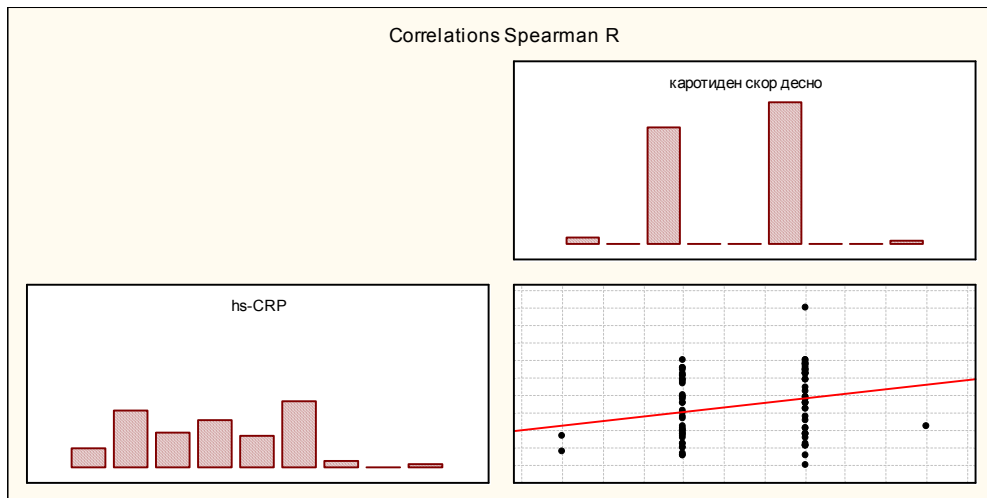 Correlations Spearman R
каротиден скор десно
hs-CRP